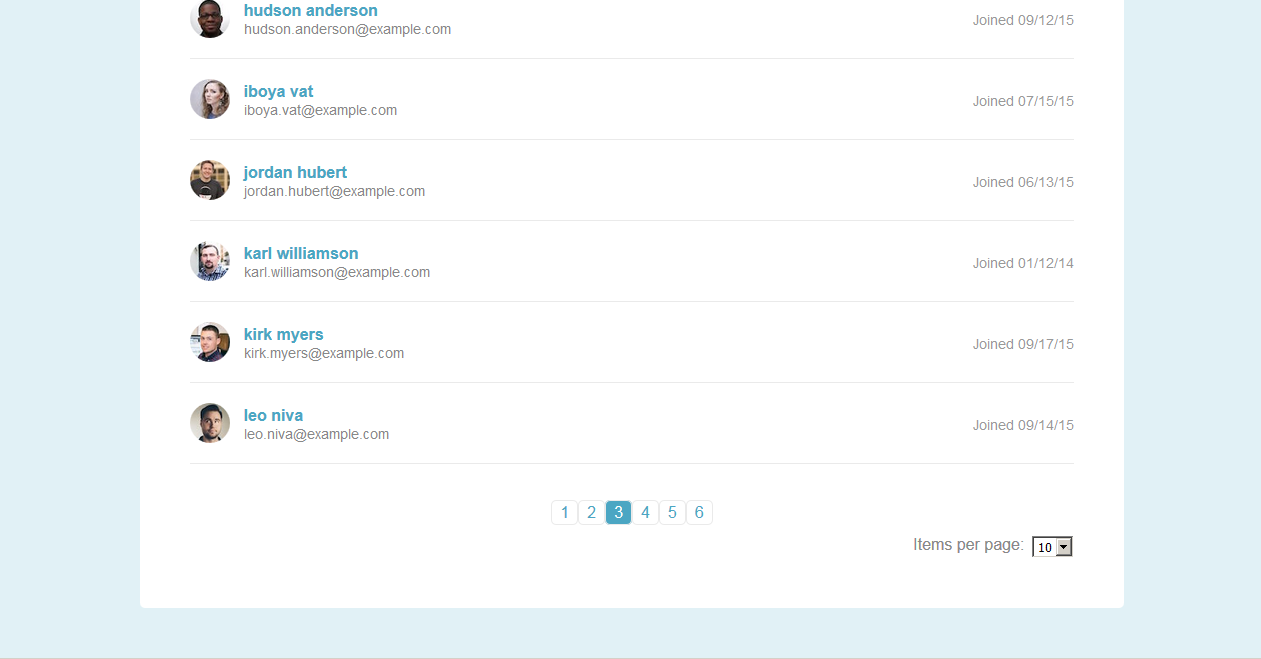 hudson anderson
hudson.anderson@example.com
Joined 09/12/15
iboya vat
iboya.vat@example.com
Joined 07/15/15
jordan hubert
jordan.hubert@example.com
Joined 06/13/15
karl williamson
karl.williamson@example.com
Joined 01/12/14
kirk myers
kirk.myers@example.com
Joined 09/17/15
leo niva
leo.niva@example.com
Joined 09/14/15
1 2 3 4 5 6
Items per page: 10